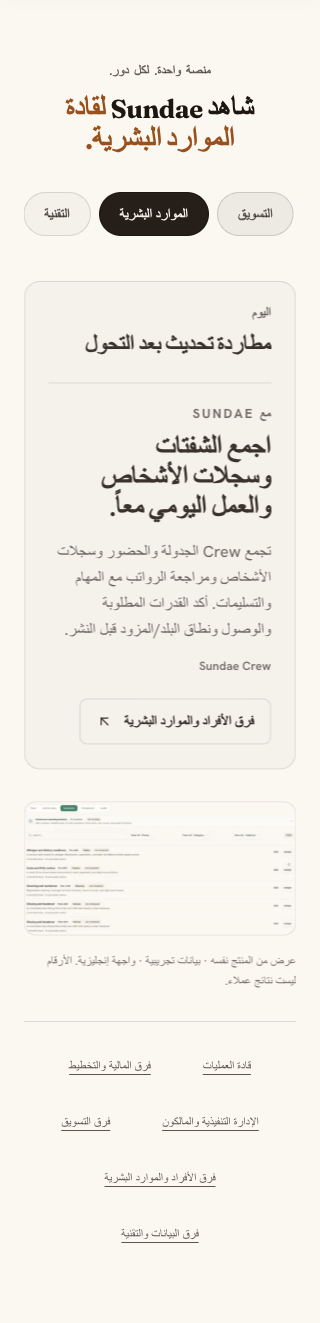 منصة واحدة. لكل دور.
شاهد Sundae لقادة
الموارد البشرية.
التسويق
الموارد البشرية
التقنية
اليوم
مطاردة تحديث بعد التحول
مع SUNDAE
اجمع الشفتات
وسجلات الأشخاص
والعمل اليومي معاً.
تجمع Crew الجدولة والحضور وسجلات
الأشخاص ومراجعة الرواتب مع المهام
والتسليمات. أكد القدرات المطلوبة
والوصول ونطاق البلد/المزود قبل النشر.
Sundae Crew
فرق الأفراد والموارد البشرية
عرض من المنتج نفسه · بيانات تجريبية · واجهة إنجليزية. الأرقام
ليست نتائج عملاء.
قادة العمليات
فرق المالية والتخطيط
الإدارة التنفيذية والمالكون
فرق التسويق
فرق الأفراد والموارد البشرية
فرق البيانات والتقنية